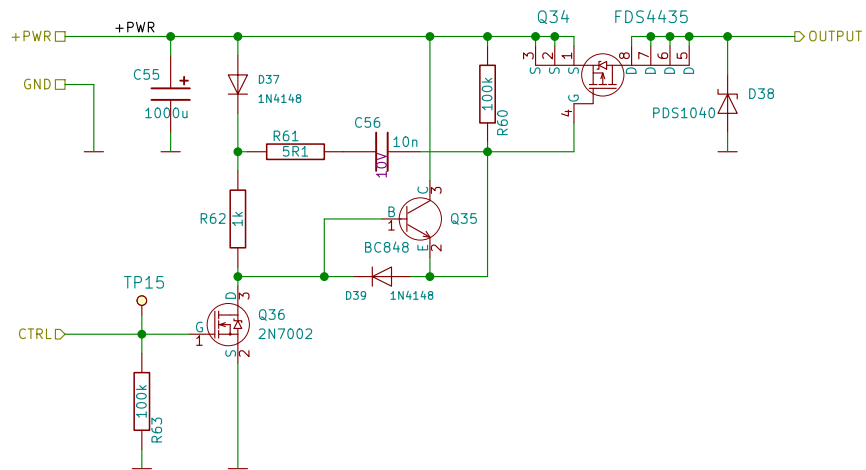 Q34 FDS4435
+PWR +PWR OUTPUT
C55 +
GND
1000u
D37
1N4148
3 2 1
S S S
8 7 6 5
D D D D
G
4
100k
R60
D38
PDS1040
C56
10n
10V
R61
5R1
R62
1k
C
3
B
1
Q35
BC848
E
2
D39 1N4148
TP15
D
3
Q36
2N7002
CTRL
G
1
S
2
100k
R63